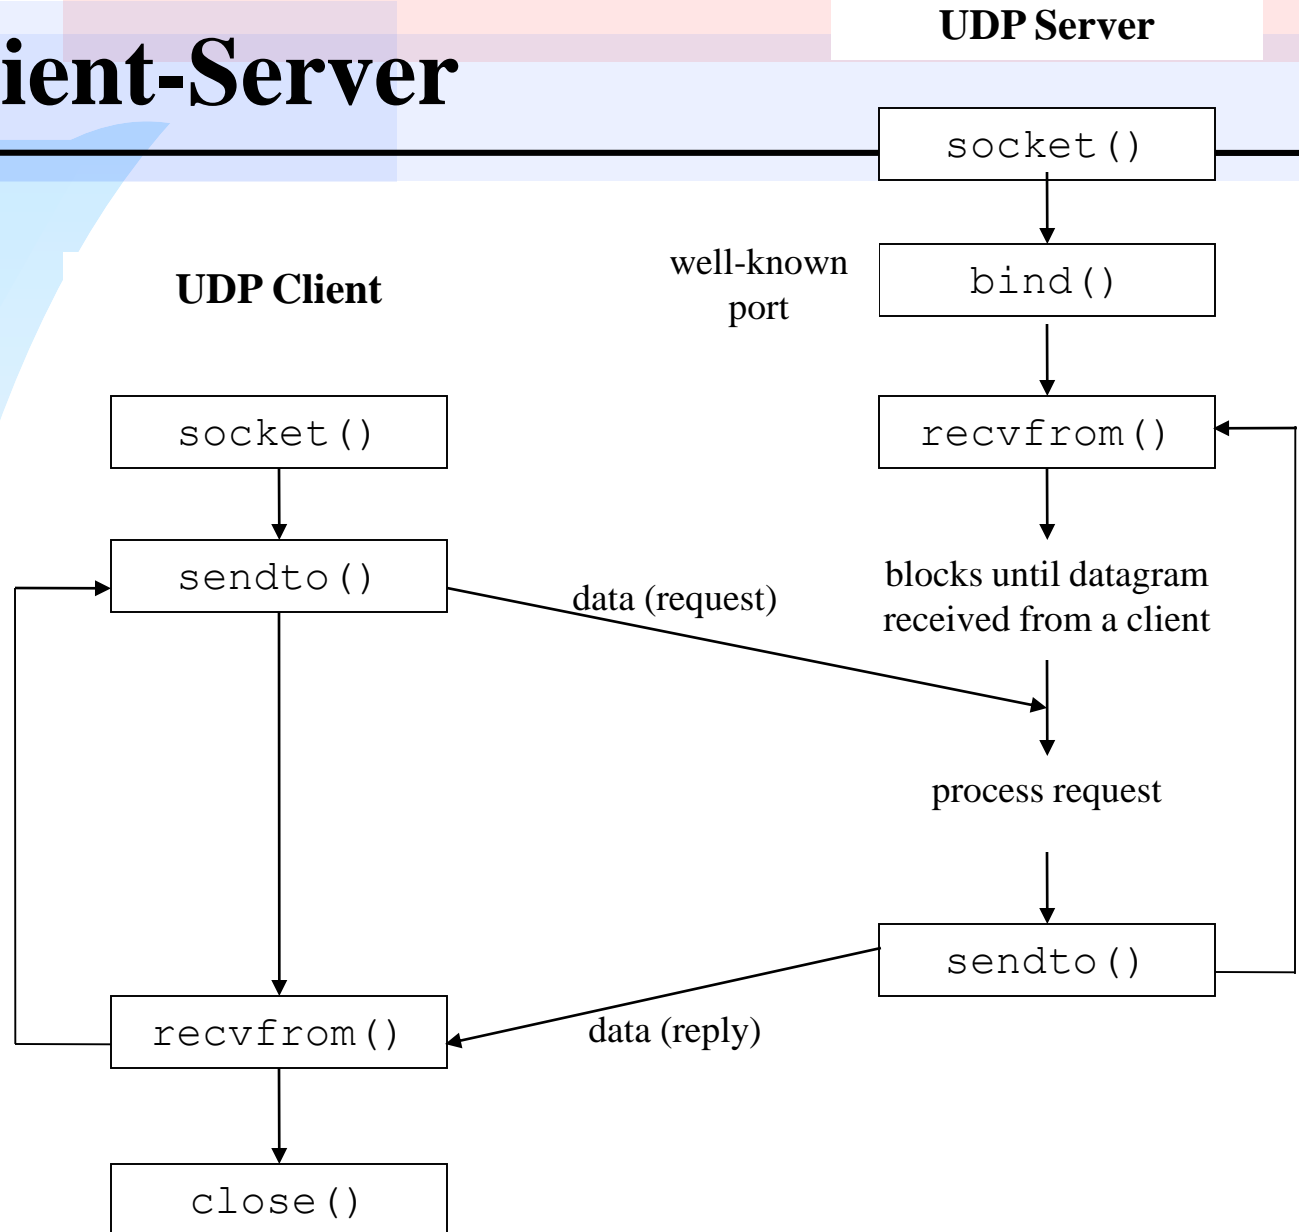 UDP Server
ient-Server
socket()
well-known
port
bind()
UDP Client
socket()
recvfrom()
sendto()
data (request)
blocks until datagram
received from a client
process request
sendto()
recvfrom()
data (reply)
close()